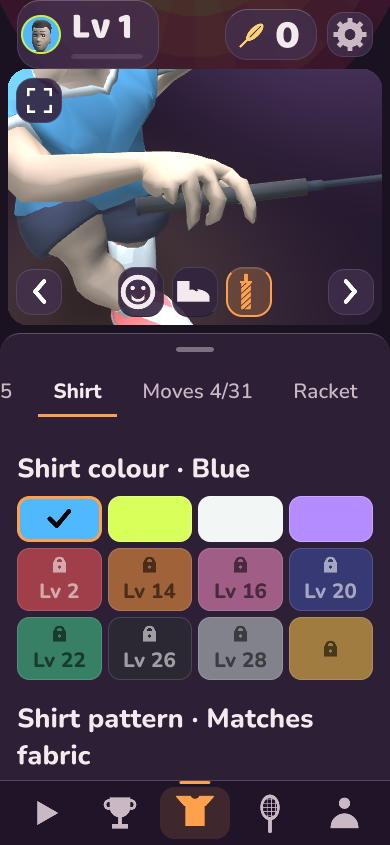 Lv 1
0
5
Shirt
Moves 4/31
Racket
Shirt colour · Blue
Lv 2
Lv 14
Lv 16
Lv 20
Lv 22
Lv 26
Lv 28
Shirt pattern · Matches
fabric